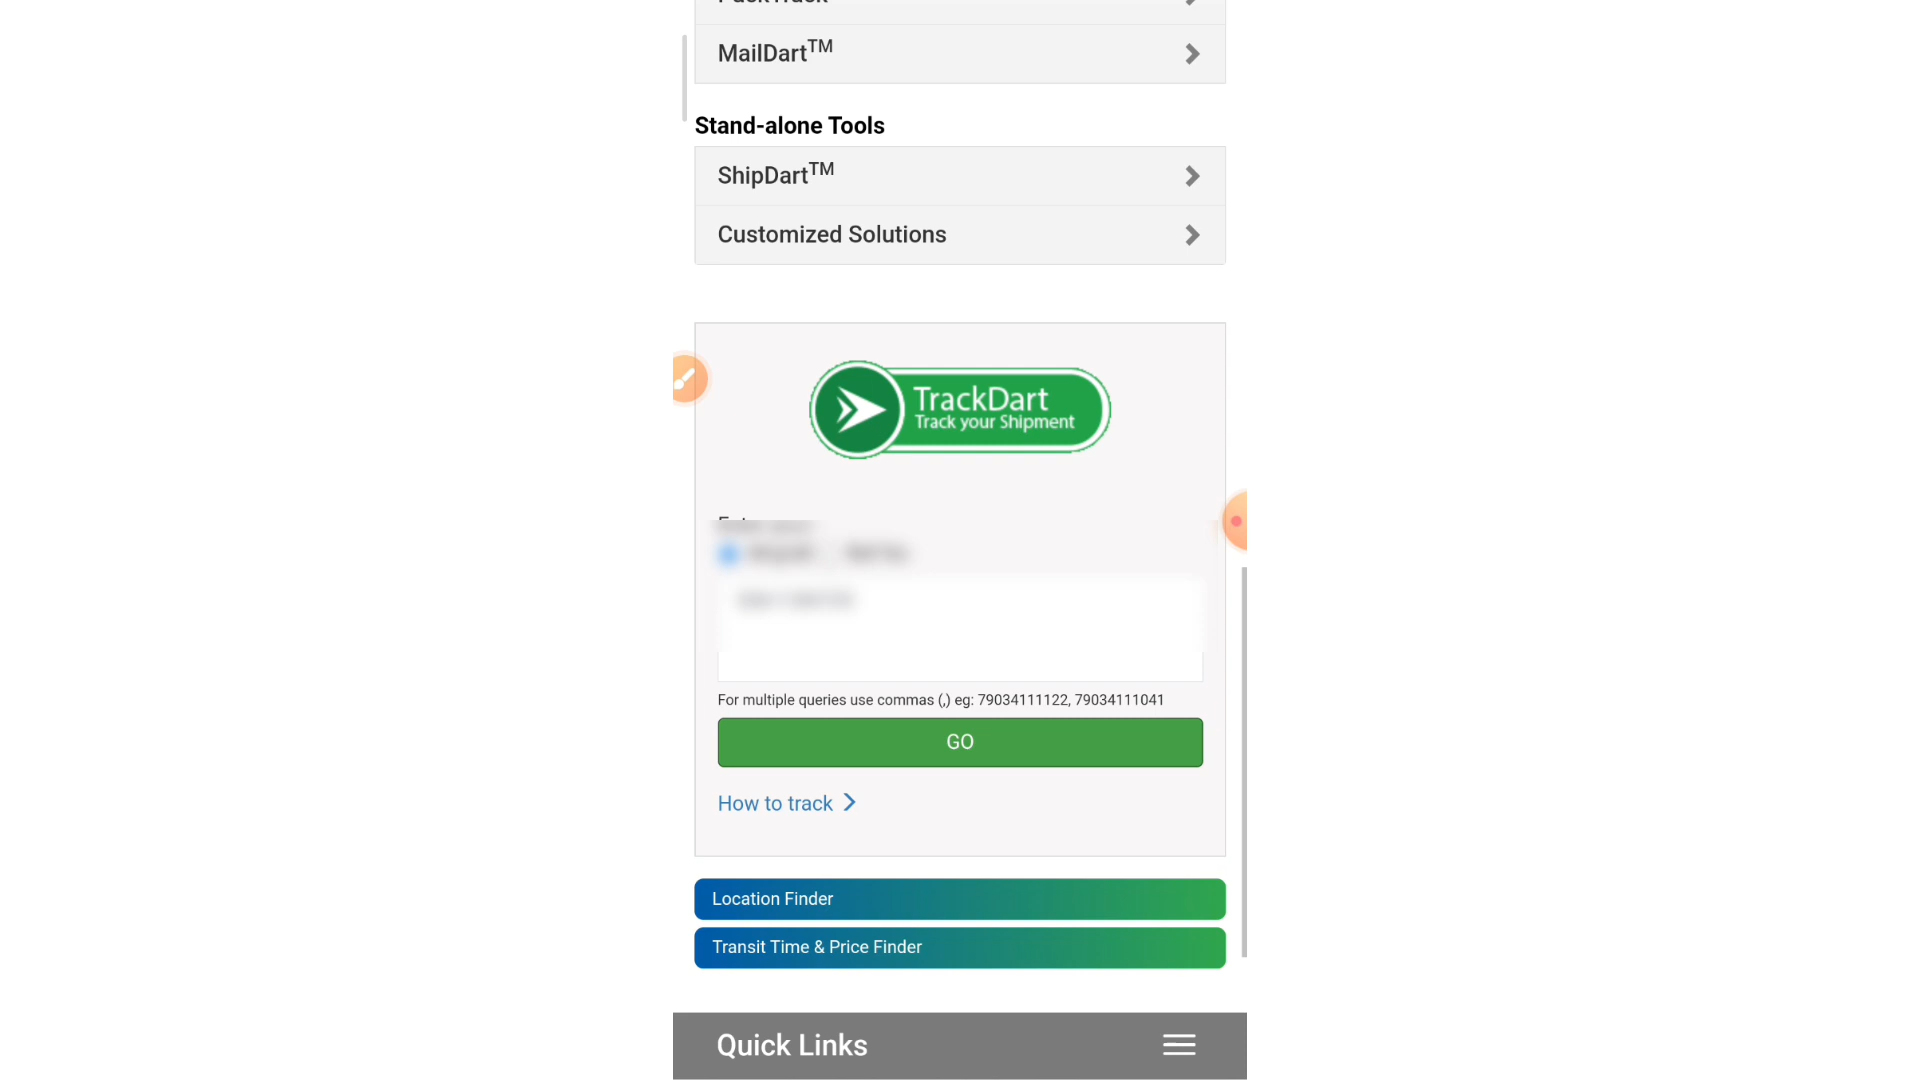 MailDart™
Stand-alone Tools
ShipDart™
Customized Solutions
TrackDart
Track your Shipment
For multiple queries use commas (,) eg: 79034111122, 79034111041
GO
How to track
Location Finder
Transit Time & Price Finder
Quick Links